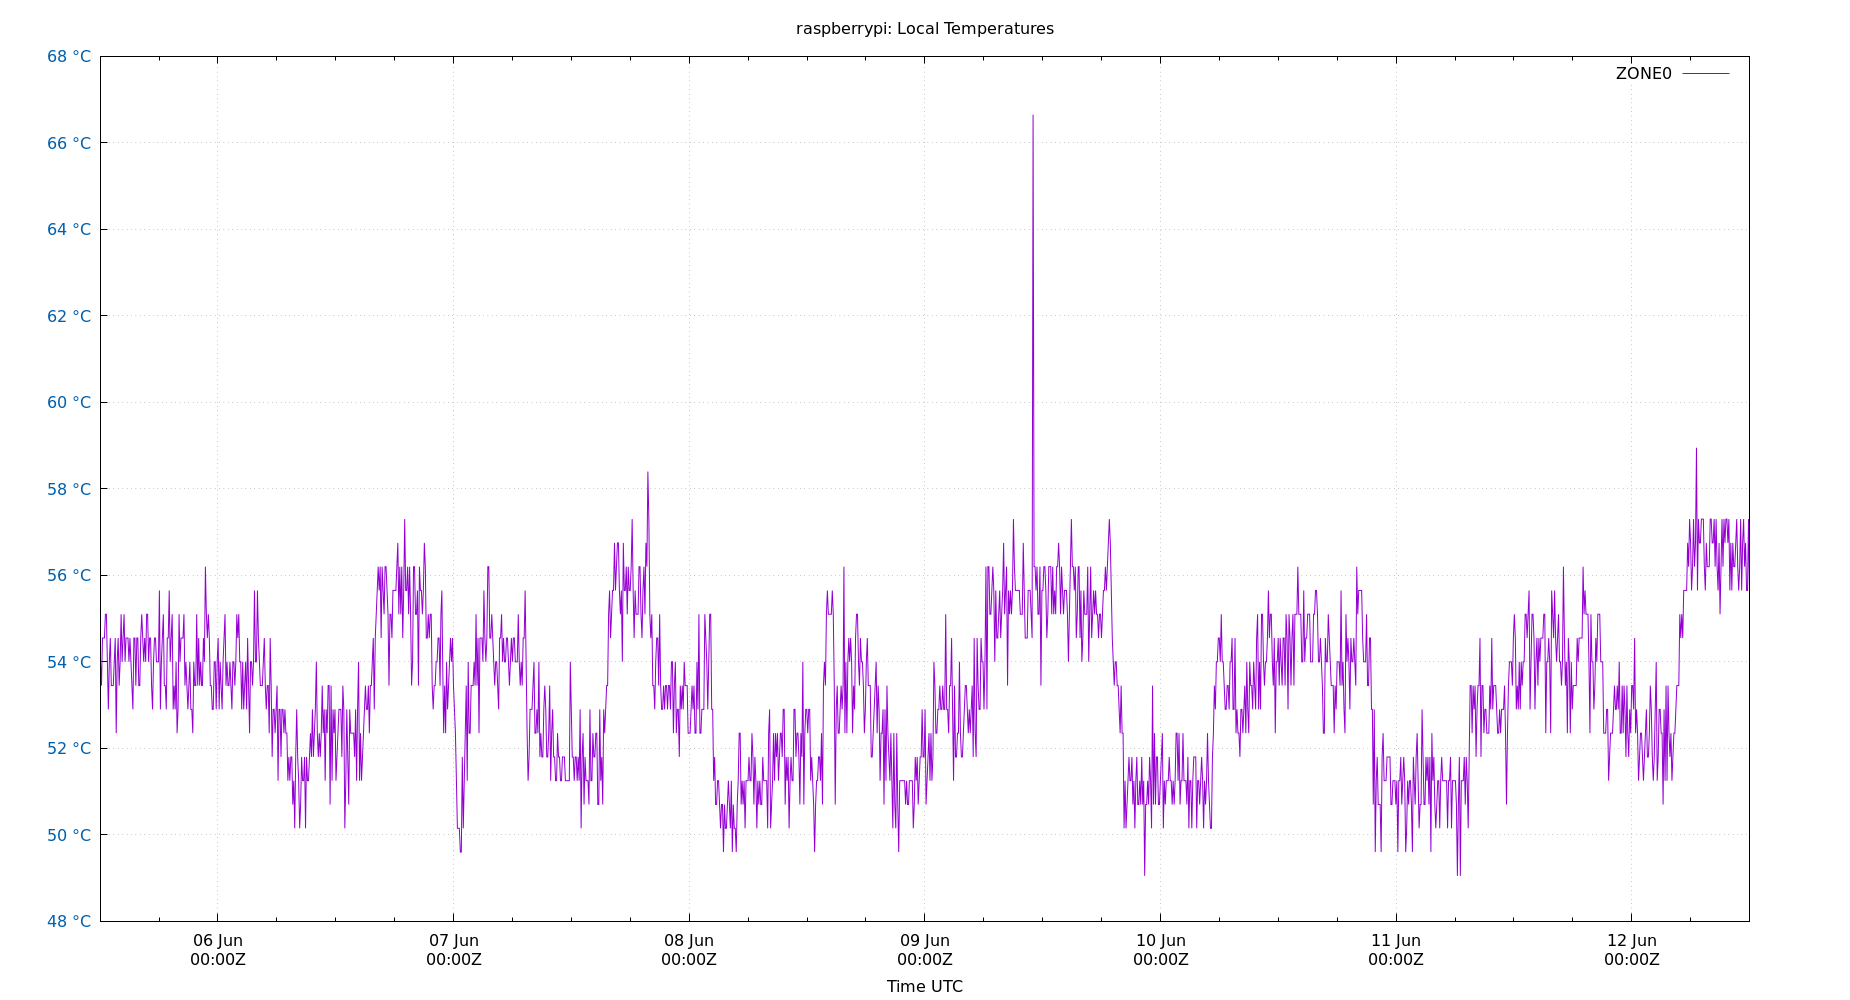 raspberrypi: Local Temperatures
68 °C
ZONE0
66 °C
64 °C
62 °C
60 °C
58 °C
56 °C
54 °C
52 °C
50 °C
48 °C
06 Jun 07 Jun 08 Jun 09 Jun 10 Jun 11 Jun 12 Jun
00:00Z 00:00Z 00:00Z 00:00Z 00:00Z 00:00Z 00:00Z
Time UTC